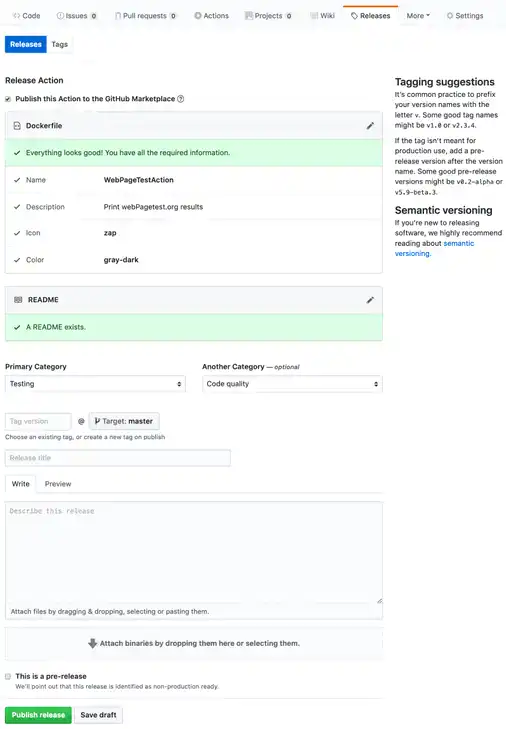 Code Issues 0 Pull requests 0 Actions Projects 0 Wiki Releases More Settings
Releases Tags
Release Action
Publish this Action to the GitHub Marketplace
Dockerfile
Everything looks good! You have all the required information.
Name WebPageTestAction
Description Print webPagetest.org results
Icon zap
Color gray-dark
README
A README exists.
Primary Category Another Category — optional
Testing Code quality
Tag version @ Target: master
Choose an existing tag, or create a new tag on publish
Release title
Write Preview
Describe this release
Attach files by dragging & dropping, selecting or pasting them.
Attach binaries by dropping them here or selecting them.
This is a pre-release
We'll point out that this release is identified as non-production ready.
Publish release Save draft
Tagging suggestions
It's common practice to prefix
your version names with the
letter v. Some good tag names
might be v1.0 or v2.3.4.
If the tag isn't meant for
production use, add a pre-
release version after the version
name. Some good pre-release
versions might be v0.2-alpha or
v5.9-beta.3.
Semantic versioning
If you're new to releasing
software, we highly recommend
reading about semantic
versioning.